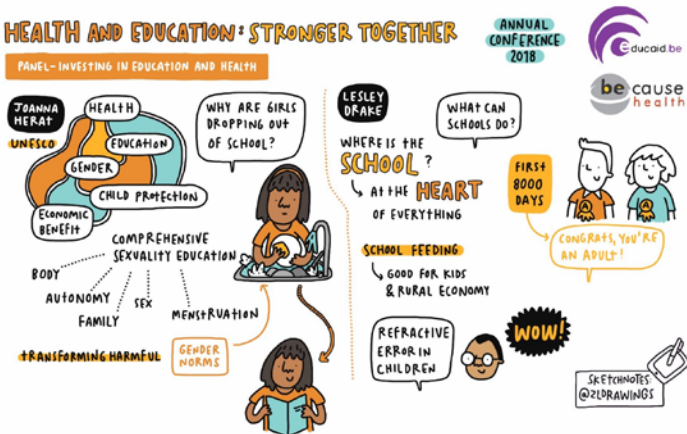 HEALTH AND EDUCATION: STRONGER TOGETHER
ANNUAL
CONFERENCE
2018
educaid.be
be cause
health
PANEL-INVESTING IN EDUCATION AND HEALTH
JOANNA
HERAT
UNESCO
HEALTH
EDUCATION
GENDER
CHILD PROTECTION
ECONOMIC
BENEFIT
WHY ARE GIRLS
DROPPING OUT
OF SCHOOL?
COMPREHENSIVE
SEXUALITY EDUCATION
BODY
AUTONOMY
FAMILY
SEX
MENSTRUATION
TRANSFORMING HARMFUL
GENDER
NORMS
LESLEY
DRAKE
WHAT CAN
SCHOOLS DO?
WHERE IS THE
SCHOOL?
AT THE HEART
OF EVERYTHING
SCHOOL FEEDING
GOOD FOR KIDS
& RURAL ECONOMY
REFRACTIVE
ERROR IN
CHILDREN
WOW!
FIRST
8000
DAYS
A
A
CONGRATS, YOU'RE
AN ADULT!
SKETCHNOTES:
@2LDRAWINGS